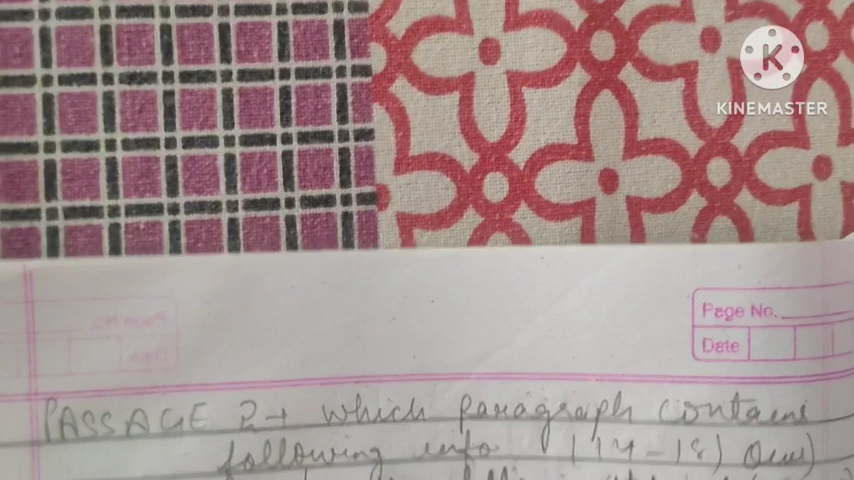 KINEMASTER
Page No.
Date
PASSAGE 2→ which paragraph contains
following info (14-18) Ques)